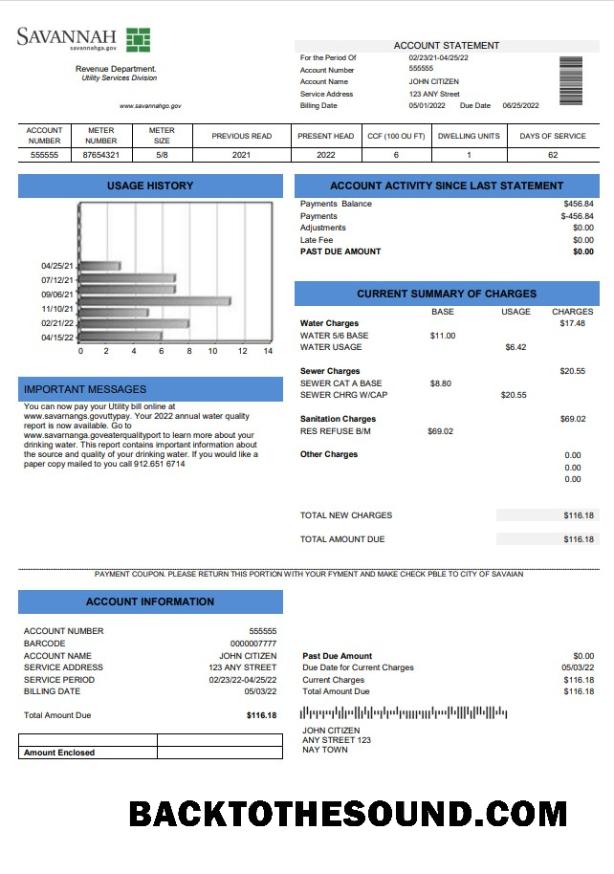 SAVANNAH
savannahga.gov
Revenue Department.
Utility Services Division
www.savannahgo.gov
ACCOUNT STATEMENT
For the Period Of 02/23/21-04/25/22
Account Number 555555
Account Name JOHN CITIZEN
Service Address 123 ANY Street
Billing Date 05/01/2022 Due Date 06/25/2022
ACCOUNT NUMBER METER NUMBER METER SIZE PREVIOUS READ PRESENT HEAD CCF (100 OU FT) DWELLING UNITS DAYS OF SERVICE
555555 87654321 5/8 2021 2022 6 1 62
USAGE HISTORY
04/25/21
07/12/21
09/06/21
11/10/21
02/21/22
04/15/22
0 2 4 6 8 10 12 14
IMPORTANT MESSAGES
You can now pay your Utility bill online at
www.savarnangs.govuttypay. Your 2022 annual water quality
report is now available. Go to
www.savarnanga.goveaterqualityport to learn more about your
drinking water. This report contains important information about
the source and quality of your drinking water. If you would like a
paper copy mailed to you call 912.651 6714
ACCOUNT ACTIVITY SINCE LAST STATEMENT
Payments Balance $456.84
Payments $-456.84
Adjustments $0.00
Late Fee $0.00
PAST DUE AMOUNT $0.00
CURRENT SUMMARY OF CHARGES
BASE USAGE CHARGES
Water Charges $17.48
WATER 5/6 BASE $11.00
WATER USAGE $6.42
Sewer Charges $20.55
SEWER CAT A BASE $8.80
SEWER CHRG W/CAP $20.55
Sanitation Charges $69.02
RES REFUSE B/M $69.02
Other Charges 0.00
0.00
0.00
TOTAL NEW CHARGES $116.18
TOTAL AMOUNT DUE $116.18
PAYMENT COUPON. PLEASE RETURN THIS PORTION WITH YOUR FYMENT AND MAKE CHECK PBLE TO CITY OF SAVAIAN
ACCOUNT INFORMATION
ACCOUNT NUMBER 555555
BARCODE 0000007777
ACCOUNT NAME JOHN CITIZEN
SERVICE ADDRESS 123 ANY STREET
SERVICE PERIOD 02/23/22-04/25/22
BILLING DATE 05/03/22
Total Amount Due $116.18
Amount Enclosed
Past Due Amount $0.00
Due Date for Current Charges 05/03/22
Current Charges $116.18
Total Amount Due $116.18
JOHN CITIZEN
ANY STREET 123
NAY TOWN
BACKTOTHESOUND.COM